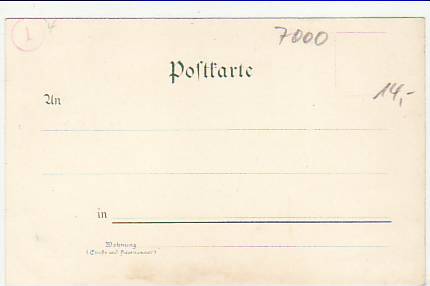 1
7000
Postkarte
An
14,-
in
Wohnung
(Straße und Hausnummer)